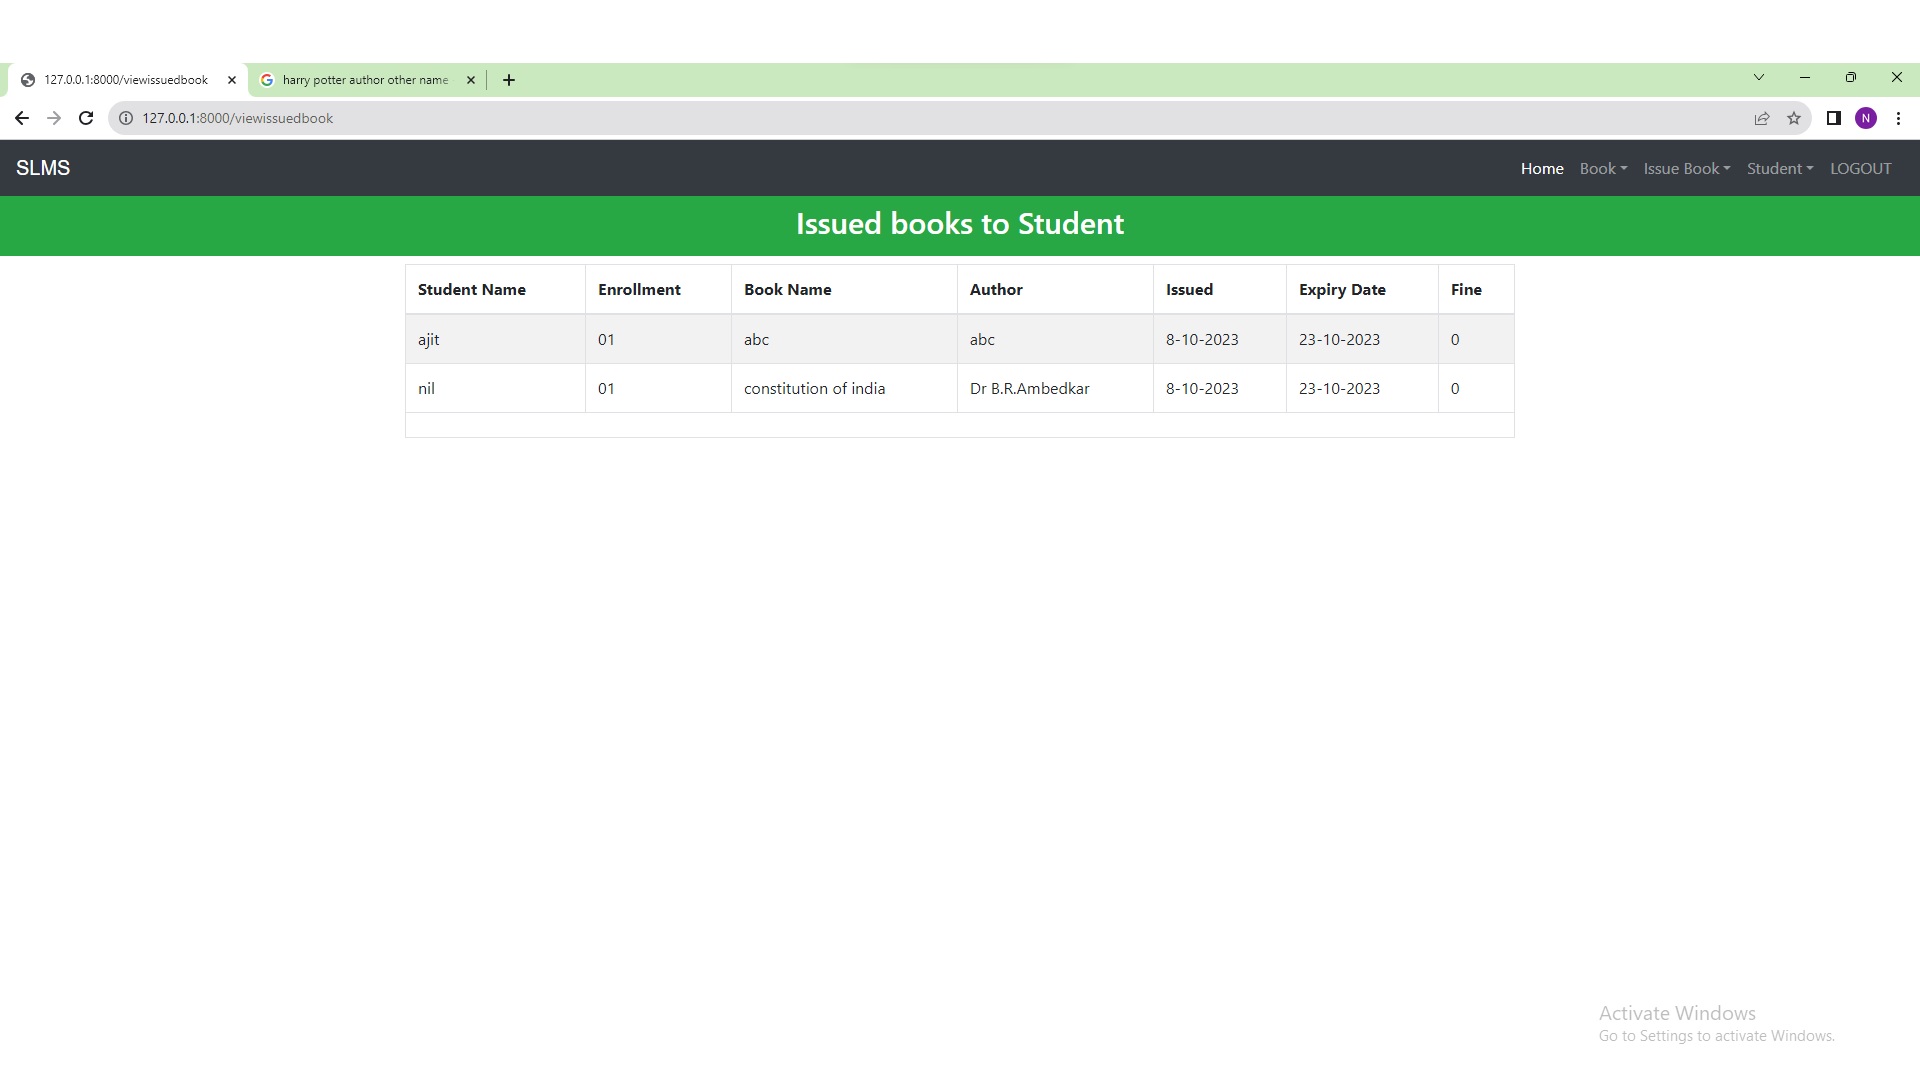 127.0.0.1:8000/viewissuedbook harry potter author other name
127.0.0.1:8000/viewissuedbook N
SLMS Home Book Issue Book Student LOGOUT
Issued books to Student
Student Name Enrollment Book Name Author Issued Expiry Date Fine
ajit 01 abc abc 8-10-2023 23-10-2023 0
nil 01 constitution of india Dr B.R.Ambedkar 8-10-2023 23-10-2023 0
Activate Windows
Go to Settings to activate Windows.